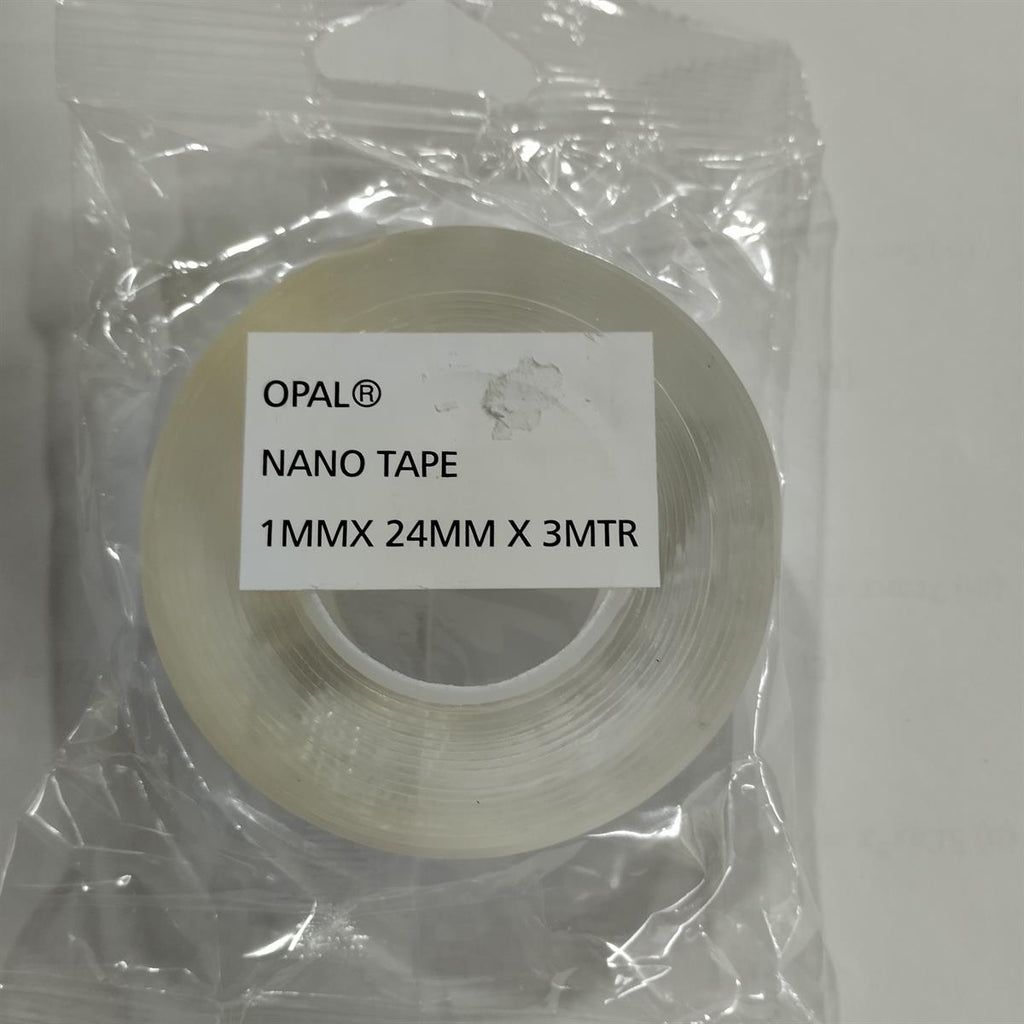 OPAL®
NANO TAPE
1MMX 24MM X 3MTR